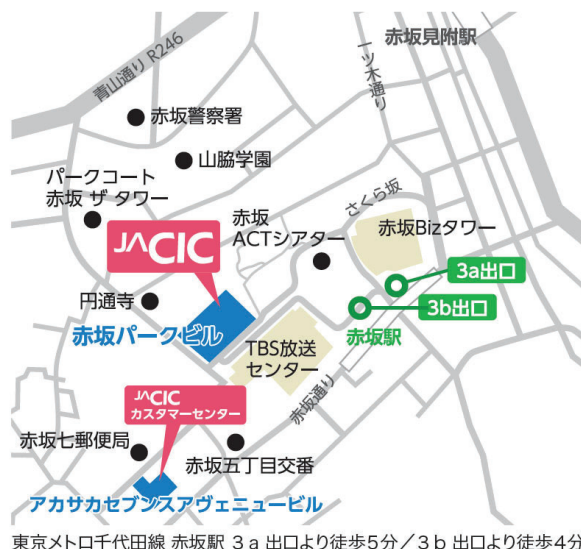 赤坂見附駅
青山通り R246
一ツ木通り
赤坂警察署
山脇学園
パークコート
赤坂 ザ タワー
さくら坂
赤坂
ACTシアター
赤坂Bizタワー
JACIC
3a出口
円通寺
3b出口
赤坂パークビル
赤坂駅
TBS放送
センター
JACIC
カスタマーセンター
赤坂通り
赤坂七郵便局
赤坂五丁目交番
アカサカセブンスアヴェニュービル
東京メトロ千代田線 赤坂駅 3a 出口より徒歩5分／3b 出口より徒歩4分